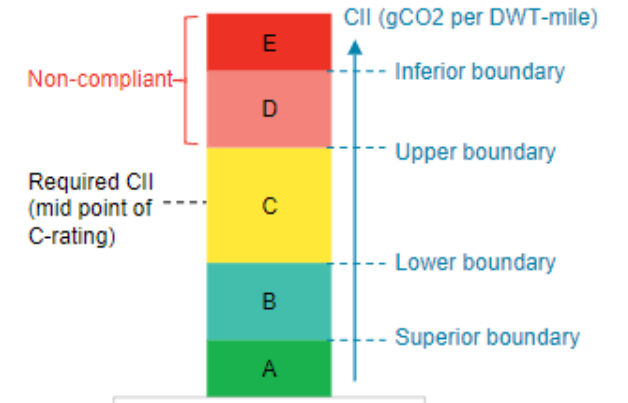 CII (gCO2 per DWT-mile)
E
Inferior boundary
Non-compliant
D
Upper boundary
Required CII
(mid point of
C-rating)
C
Lower boundary
B
Superior boundary
A